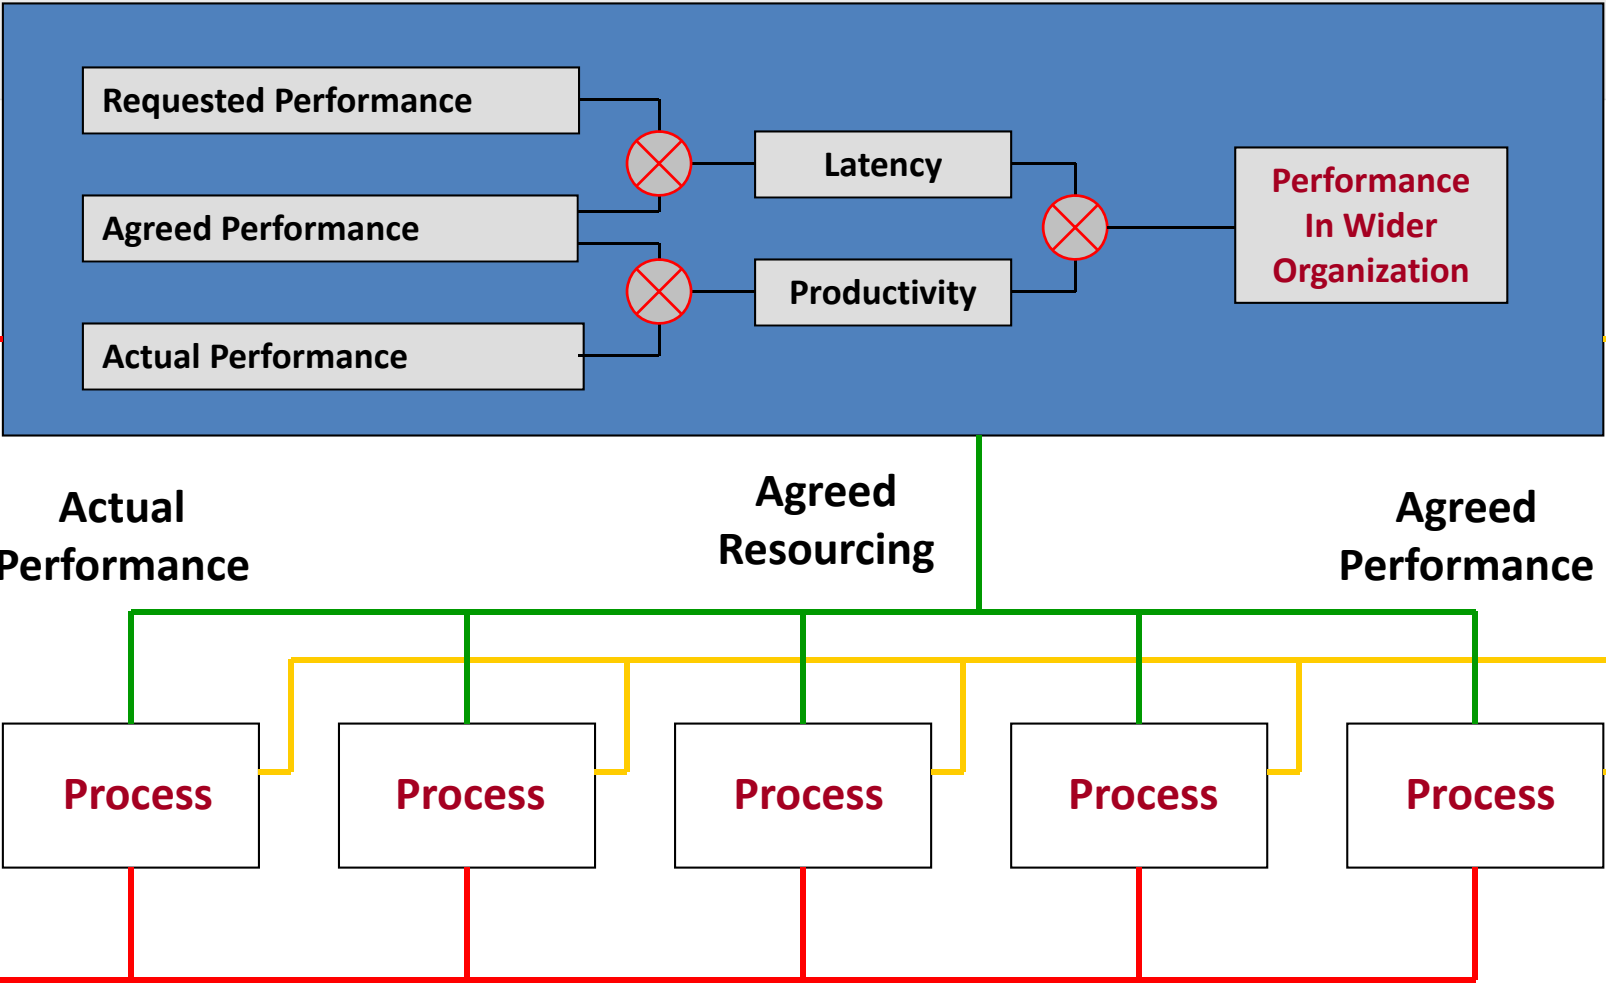 Requested Performance
Agreed Performance
Actual Performance
Latency
Productivity
Performance
In Wider
Organization
Actual
Performance
Agreed
Resourcing
Agreed
Performance
Process
Process
Process
Process
Process